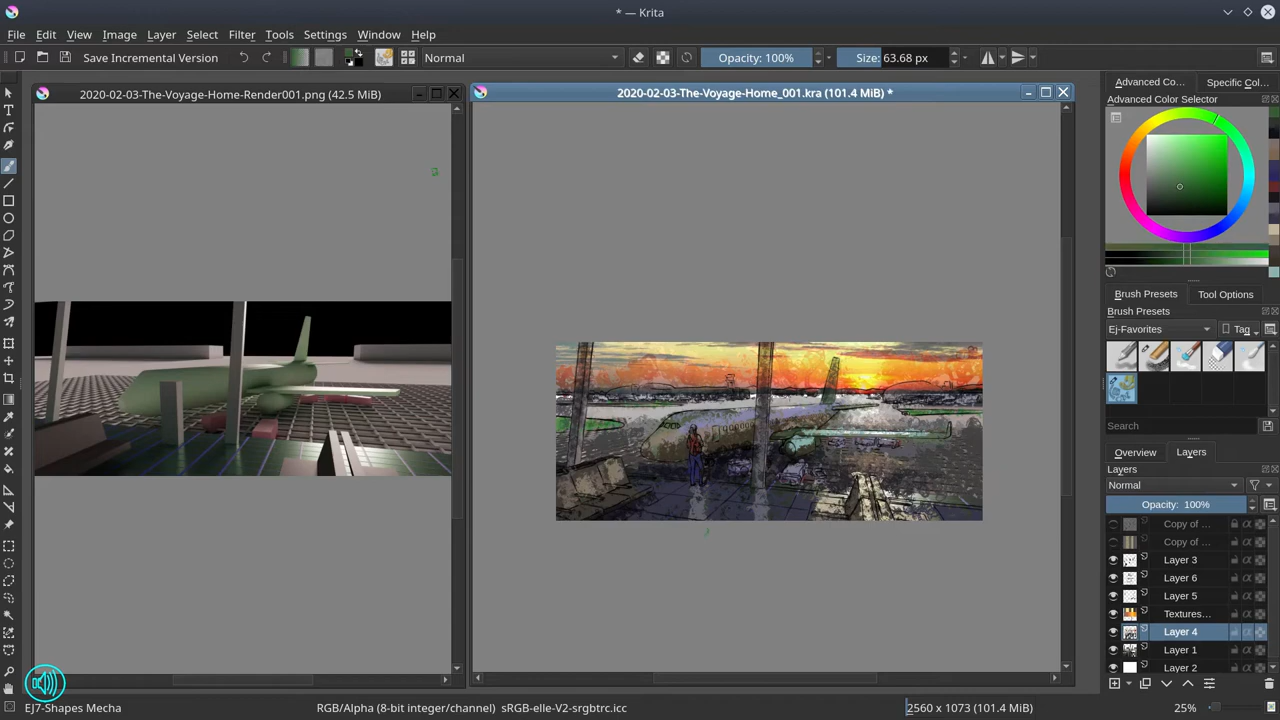 * — Krita
File Edit View Image Layer Select Filter Tools Settings Window Help
Save Incremental Version
Normal
Opacity: 100%
Size: 63.68 px
2020-02-03-The-Voyage-Home-Render001.png (42.5 MiB)
2020-02-03-The-Voyage-Home_001.kra (101.4 MiB) *
Advanced Co... Specific Col...
Advanced Color Selector
Brush Presets Tool Options
Brush Presets
Ej-Favorites
Tag
Search
Overview Layers
Layers
Normal
Opacity: 100%
Copy of ...
Copy of ...
Layer 3
Layer 6
Layer 5
Textures...
Layer 4
Layer 1
Layer 2
EJ7-Shapes Mecha
RGB/Alpha (8-bit integer/channel) sRGB-elle-V2-srgbtrc.icc
2560 x 1073 (101.4 MiB)
25%